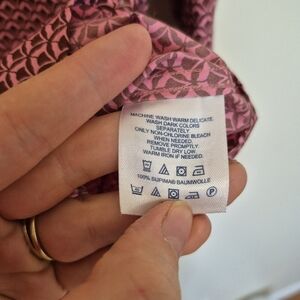 MACHINE WASH WARM DELICATE.
WASH DARK COLORS
SEPARATELY.
ONLY NON-CHLORINE BLEACH
WHEN NEEDED.
REMOVE PROMPTLY.
TUMBLE DRY LOW
WARM IRON IF NEEDED.
100% SUPIMA® BAUMWOLLE